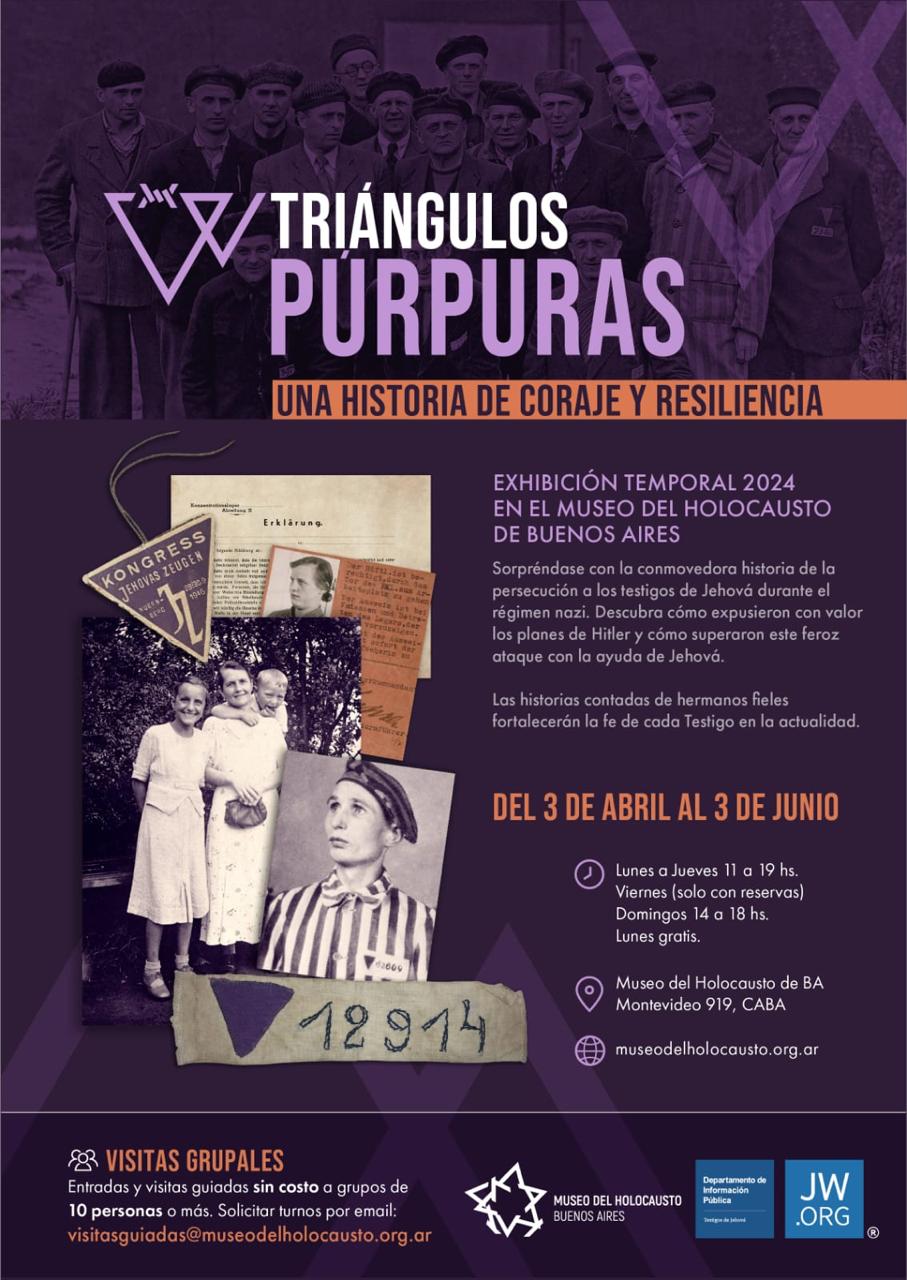 TRIÁNGULOS
PÚRPURAS
UNA HISTORIA DE CORAJE Y RESILIENCIA
Konzentrationslager
Abteilung II
Erklärung.
KONGRESS
JEHOVAS ZEUGEN
JZ
1946
62609
12914
EXHIBICIÓN TEMPORAL 2024
EN EL MUSEO DEL HOLOCAUSTO
DE BUENOS AIRES
Sorpréndase con la conmovedora historia de la
persecución a los testigos de Jehová durante el
régimen nazi. Descubra cómo expusieron con valor
los planes de Hitler y cómo superaron este feroz
ataque con la ayuda de Jehová.
Las historias contadas de hermanos fieles
fortalecerán la fe de cada Testigo en la actualidad.
DEL 3 DE ABRIL AL 3 DE JUNIO
Lunes a Jueves 11 a 19 hs.
Viernes (solo con reservas)
Domingos 14 a 18 hs.
Lunes gratis.
Museo del Holocausto de BA
Montevideo 919, CABA
museodelholocausto.org.ar
VISITAS GRUPALES
Entradas y visitas guiadas sin costo a grupos de
10 personas o más. Solicitar turnos por email:
visitasguiadas@museodelholocausto.org.ar
MUSEO DEL HOLOCAUSTO
BUENOS AIRES
Departamento de
Información
Pública
Testigos de Jehová
JW
.ORG
®